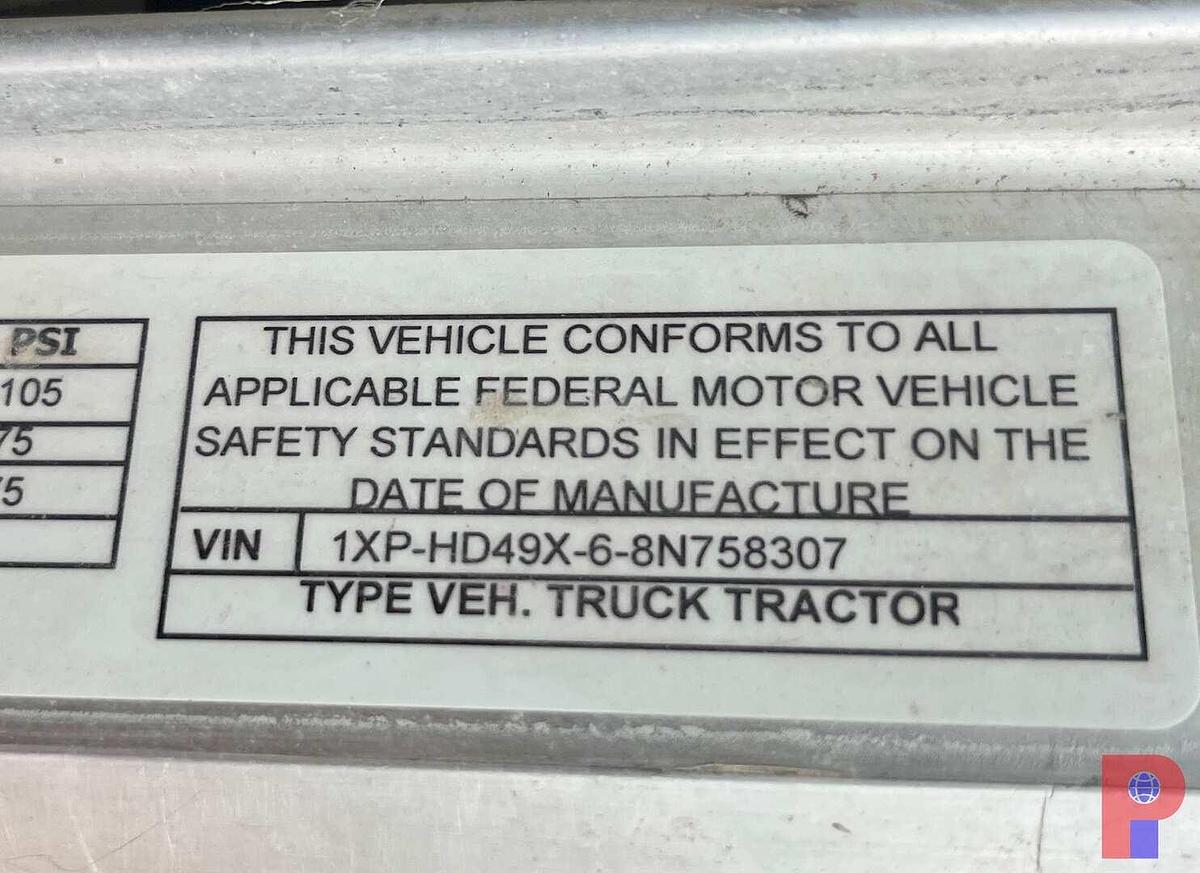 PSI
105
75
75
THIS VEHICLE CONFORMS TO ALL
APPLICABLE FEDERAL MOTOR VEHICLE
SAFETY STANDARDS IN EFFECT ON THE
DATE OF MANUFACTURE
VIN 1XP-HD49X-6-8N758307
TYPE VEH. TRUCK TRACTOR
PI